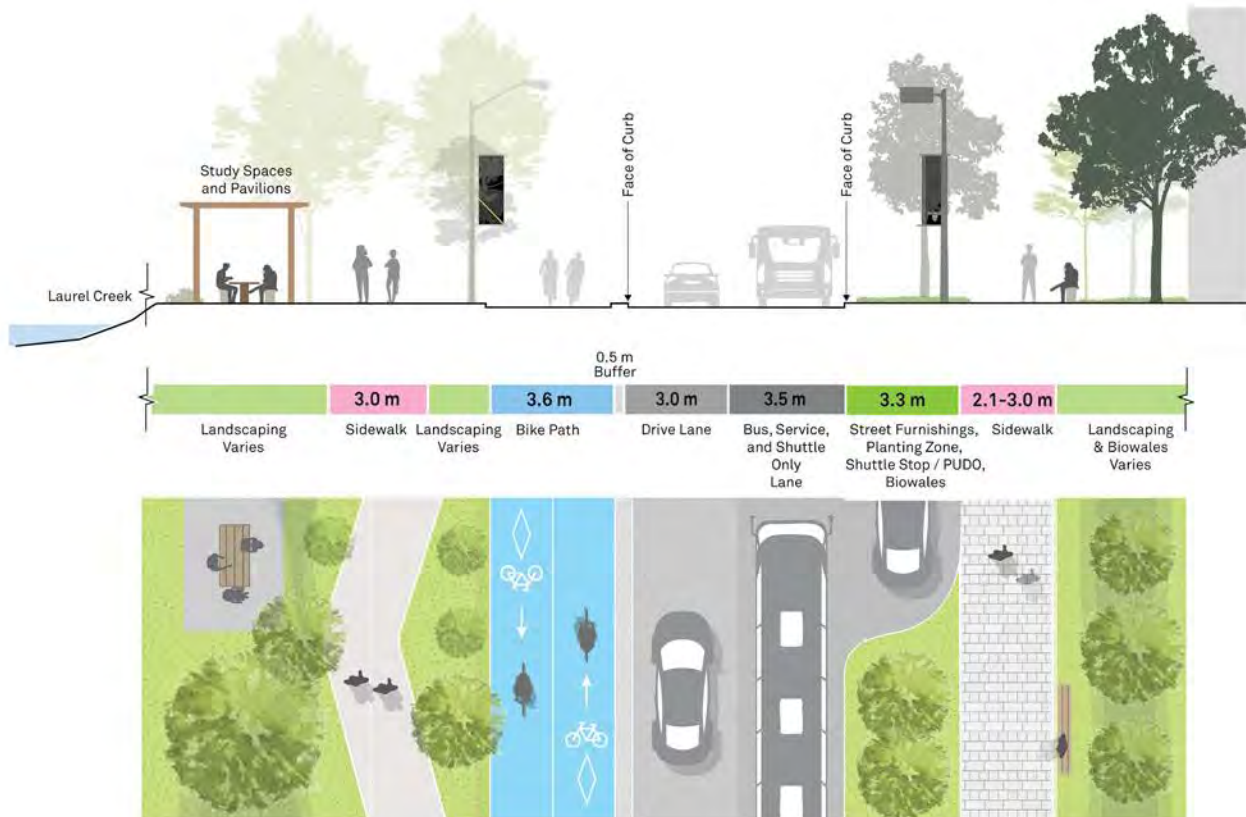 Study Spaces
and Pavilions
Face of Curb
Face of Curb
Laurel Creek
0.5 m
Buffer
3.0 m
3.6 m
3.0 m
3.5 m
3.3 m
2.1-3.0 m
Landscaping
Varies
Sidewalk
Landscaping
Varies
Bike Path
Drive Lane
Bus, Service,
and Shuttle
Only
Lane
Street Furnishings,
Planting Zone,
Shuttle Stop / PUDO,
Biowales
Sidewalk
Landscaping
& Biowales
Varies